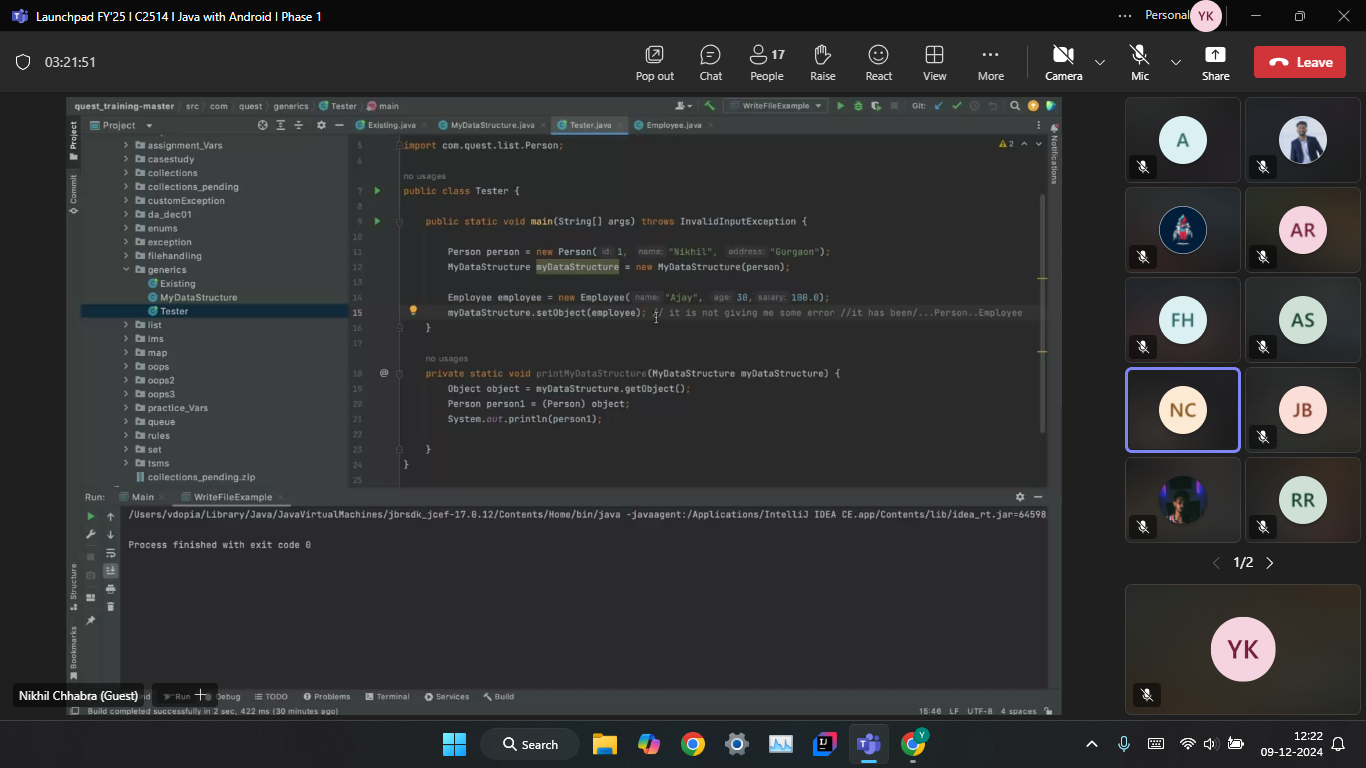 Launchpad FY'25 I C2514 I Java with Android I Phase 1
Personal YK
03:21:51
Pop out Chat 17 People Raise React View More Camera Mic Share Leave
quest_training-master src com quest generics Tester main WriteFileExample Git:
Project Existing.java MyDataStructure.java Tester.java Employee.java
Project
Commit
Structure
Bookmarks
Notifications
assignment_Vars
casestudy
collections
collections_pending
customException
da_dec01
enums
exception
filehandling
generics
Existing
MyDataStructure
Tester
list
ims
map
oops
oops2
oops3
practice_Vars
queue
rules
set
tsms
collections_pending.zip
5 import com.quest.list.Person;
2
6
no usages
7 public class Tester {
8
9 public static void main(String[] args) throws InvalidInputException {
10
11 Person person = new Person( id: 1, name: "Nikhil", address: "Gurgaon");
12 MyDataStructure myDataStructure = new MyDataStructure(person);
13
14 Employee employee = new Employee( name: "Ajay", age: 30, salary: 100.0);
15 myDataStructure.setObject(employee); // it is not giving me some error //it has been/...Person..Employee
16 }
17
no usages
18 @ private static void printMyDataStructure(MyDataStructure myDataStructure) {
19 Object object = myDataStructure.getObject();
20 Person person1 = (Person) object;
21 System.out.println(person1);
22
23 }
24 }
25
Run: Main WriteFileExample
/Users/vdopia/Library/Java/JavaVirtualMachines/jbrsdk_jcef-17.0.12/Contents/Home/bin/java -javaagent:/Applications/IntelliJ IDEA CE.app/Contents/lib/idea_rt.jar=64598
Process finished with exit code 0
Nikhil Chhabra (Guest)
Run Debug TODO Problems Terminal Services Build
Build completed successfully in 2 sec, 422 ms (30 minutes ago)
15:46 LF UTF-8 4 spaces
A
AR
FH AS
NC JB
RR
1/2
YK
Search
Y
12:22
09-12-2024